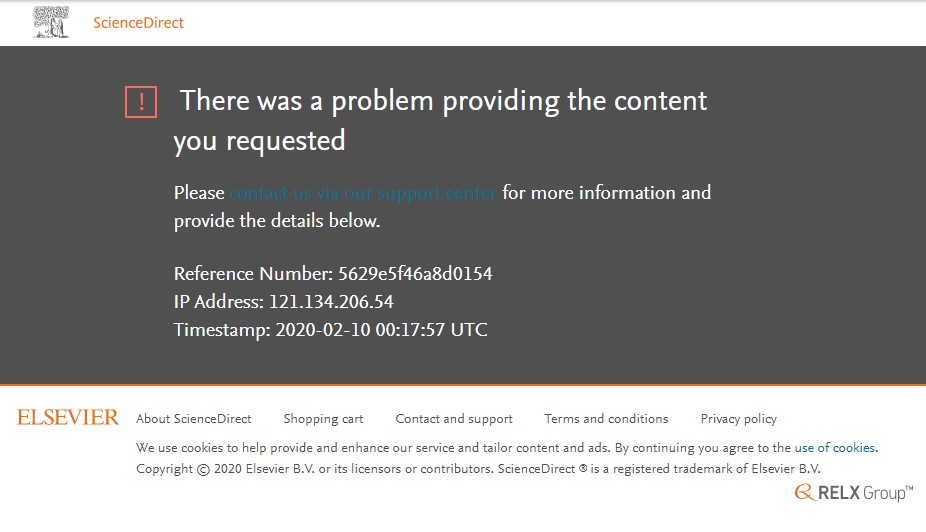 ScienceDirect
! There was a problem providing the content
you requested
Please contact us via our support center for more information and
provide the details below.
Reference Number: 5629e5f46a8d0154
IP Address: 121.134.206.54
Timestamp: 2020-02-10 00:17:57 UTC
ELSEVIER About ScienceDirect Shopping cart Contact and support Terms and conditions Privacy policy
We use cookies to help provide and enhance our service and tailor content and ads. By continuing you agree to the use of cookies.
Copyright © 2020 Elsevier B.V. or its licensors or contributors. ScienceDirect ® is a registered trademark of Elsevier B.V.
RELX Group™